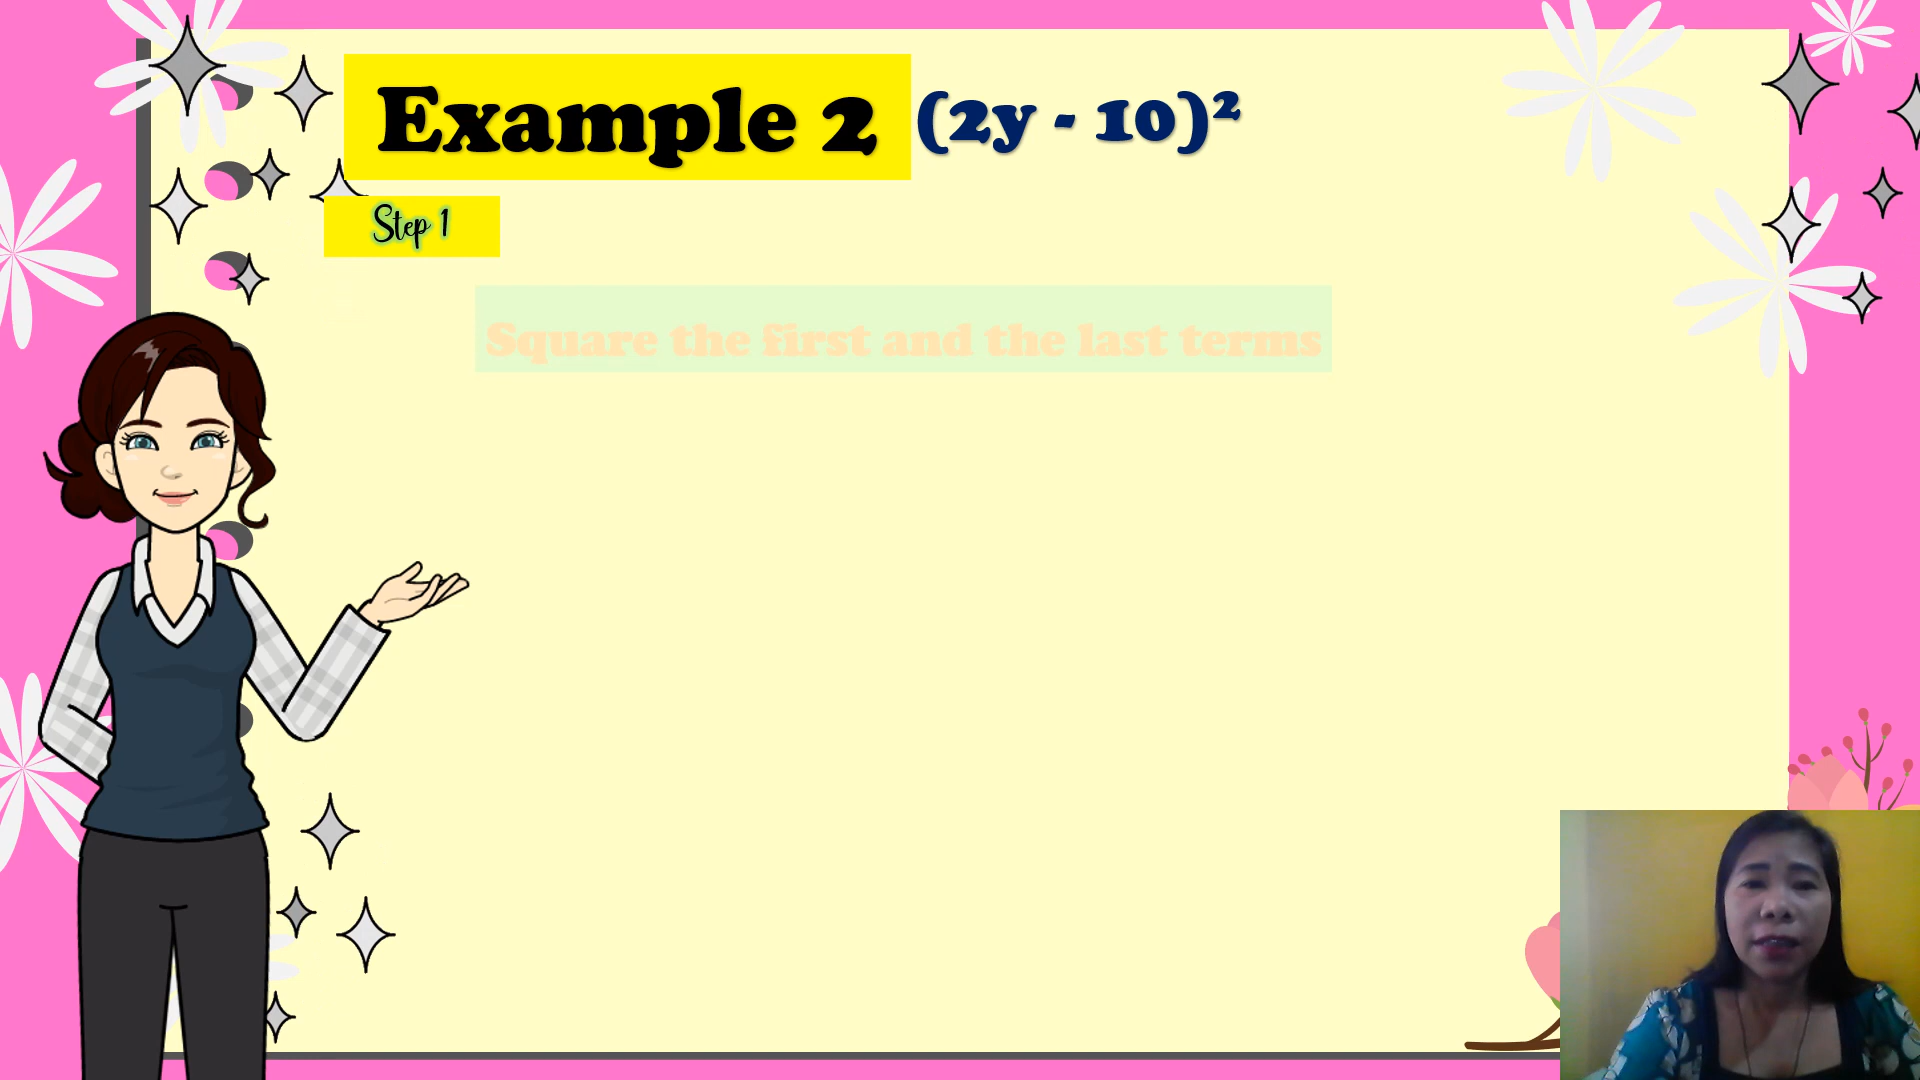 Example 2 (2y - 10)²
Step 1
Square the first and the last terms